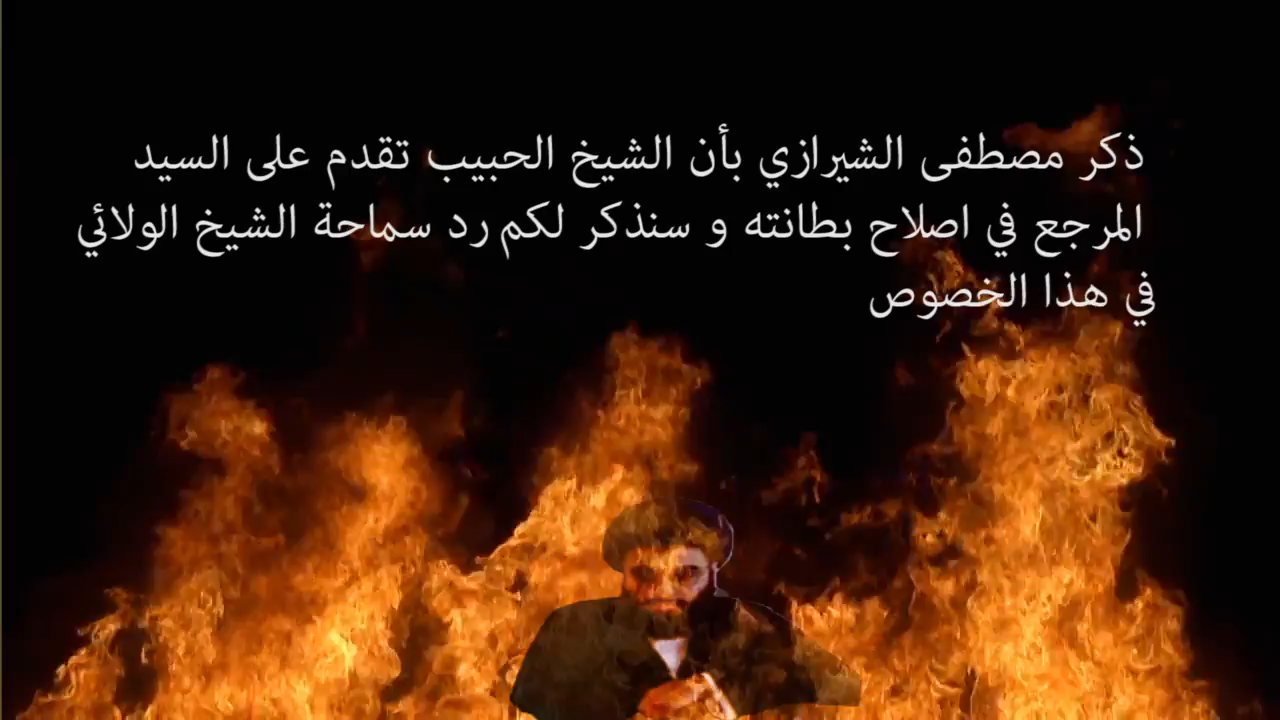 ذكر مصطفى الشيرازي بأن الشيخ الحبيب تقدم على السيد
المرجع في اصلاح بطانته و سنذكر لكم رد سماحة الشيخ الولائي
في هذا الخصوص